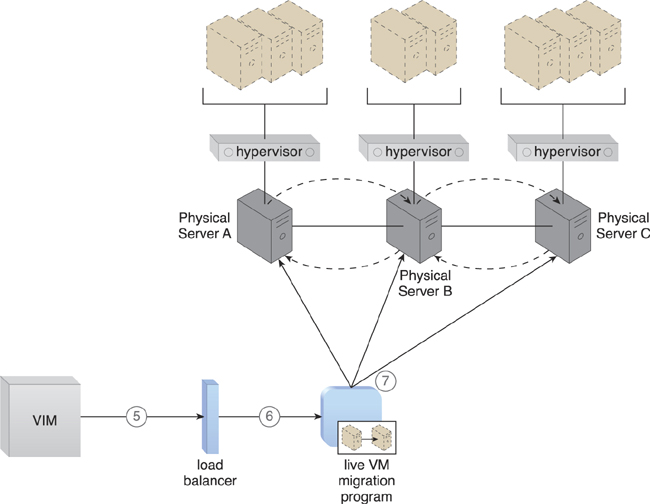 hypervisor
hypervisor
hypervisor
Physical
Server A
Physical
Server B
Physical
Server C
VIM
5
6
7
load
balancer
live VM
migration
program